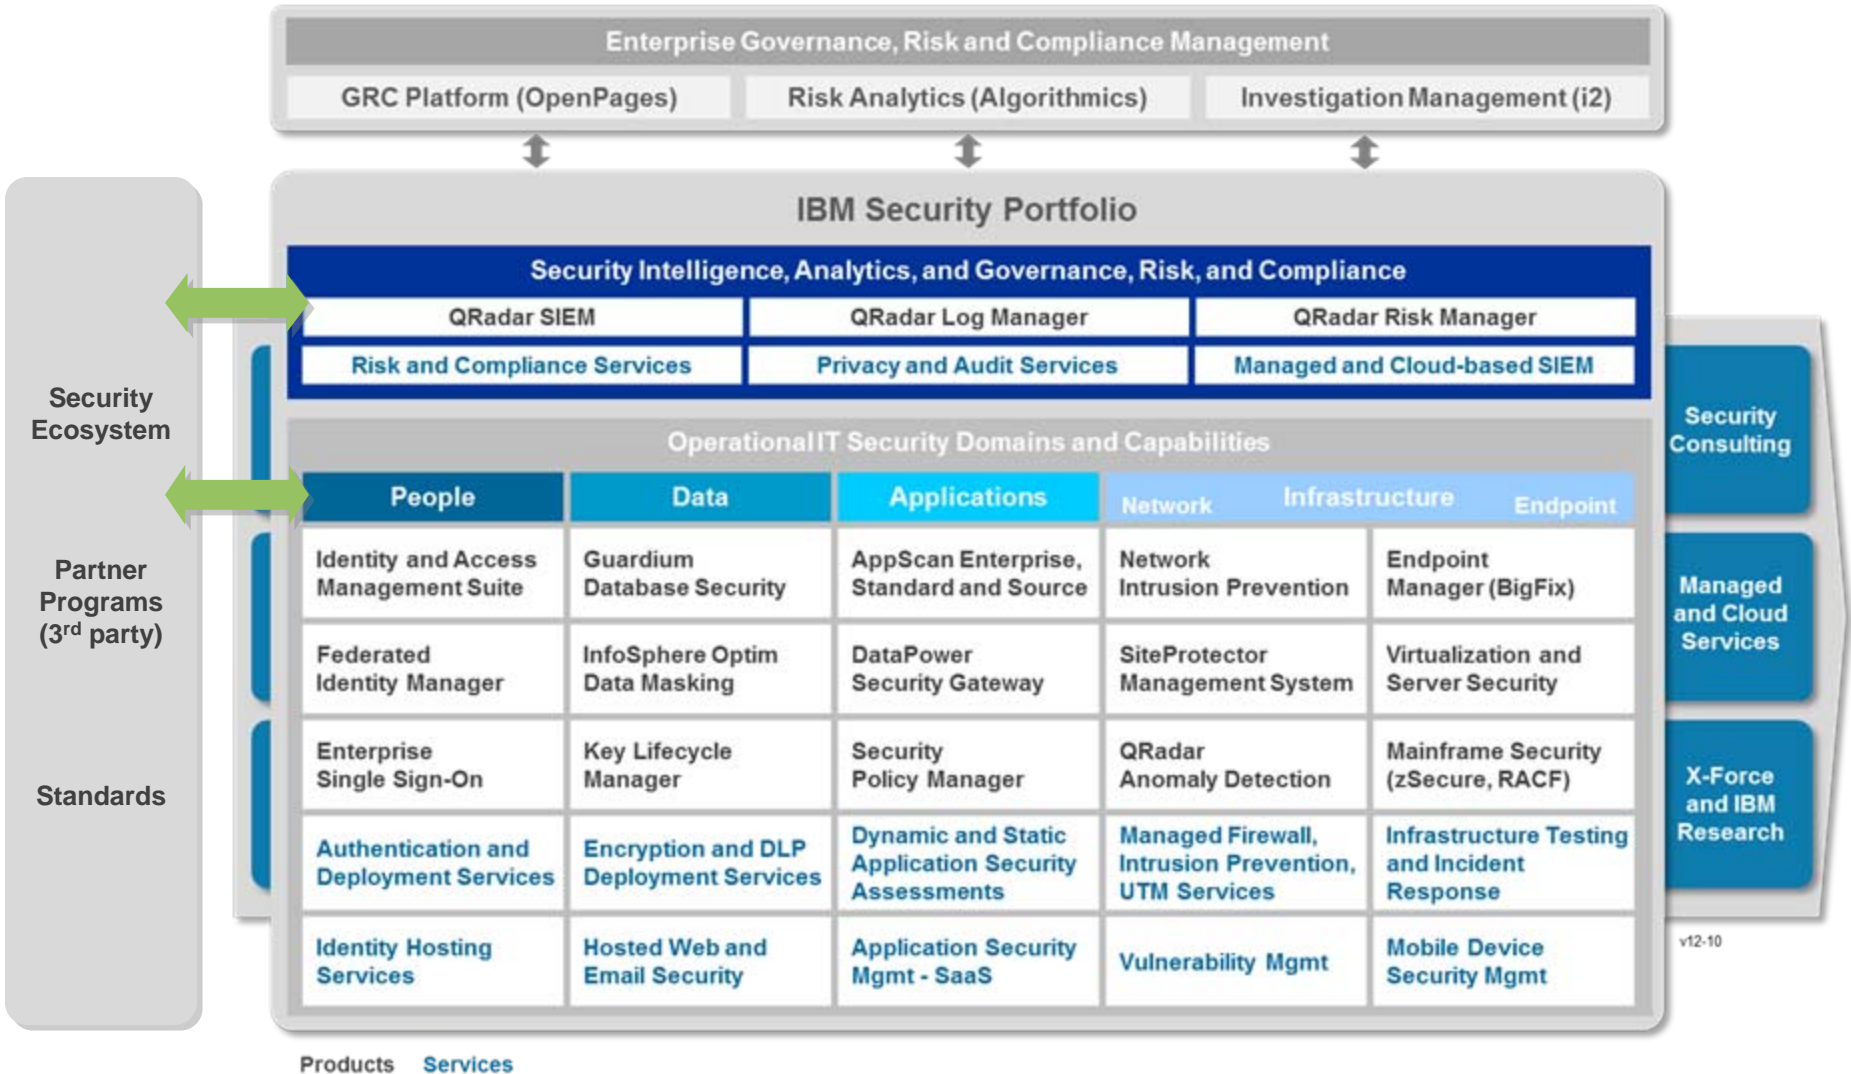 Enterprise Governance, Risk and Compliance Management
GRC Platform (OpenPages)
Risk Analytics (Algorithmics)
Investigation Management (i2)
Security
Ecosystem
Partner
Programs
(3rd party)
Standards
IBM Security Portfolio
Security Intelligence, Analytics, and Governance, Risk, and Compliance
QRadar SIEM
QRadar Log Manager
QRadar Risk Manager
Risk and Compliance Services
Privacy and Audit Services
Managed and Cloud-based SIEM
Operational IT Security Domains and Capabilities
People
Data
Applications
Network
Infrastructure
Endpoint
Identity and Access
Management Suite
Guardium
Database Security
AppScan Enterprise,
Standard and Source
Network
Intrusion Prevention
Endpoint
Manager (BigFix)
Federated
Identity Manager
InfoSphere Optim
Data Masking
DataPower
Security Gateway
SiteProtector
Management System
Virtualization and
Server Security
Enterprise
Single Sign-On
Key Lifecycle
Manager
Security
Policy Manager
QRadar
Anomaly Detection
Mainframe Security
(zSecure, RACF)
Authentication and
Deployment Services
Encryption and DLP
Deployment Services
Dynamic and Static
Application Security
Assessments
Managed Firewall,
Intrusion Prevention,
UTM Services
Infrastructure Testing
and Incident
Response
Identity Hosting
Services
Hosted Web and
Email Security
Application Security
Mgmt - SaaS
Vulnerability Mgmt
Mobile Device
Security Mgmt
Security
Consulting
Managed
and Cloud
Services
X-Force
and IBM
Research
v12-10
Products Services